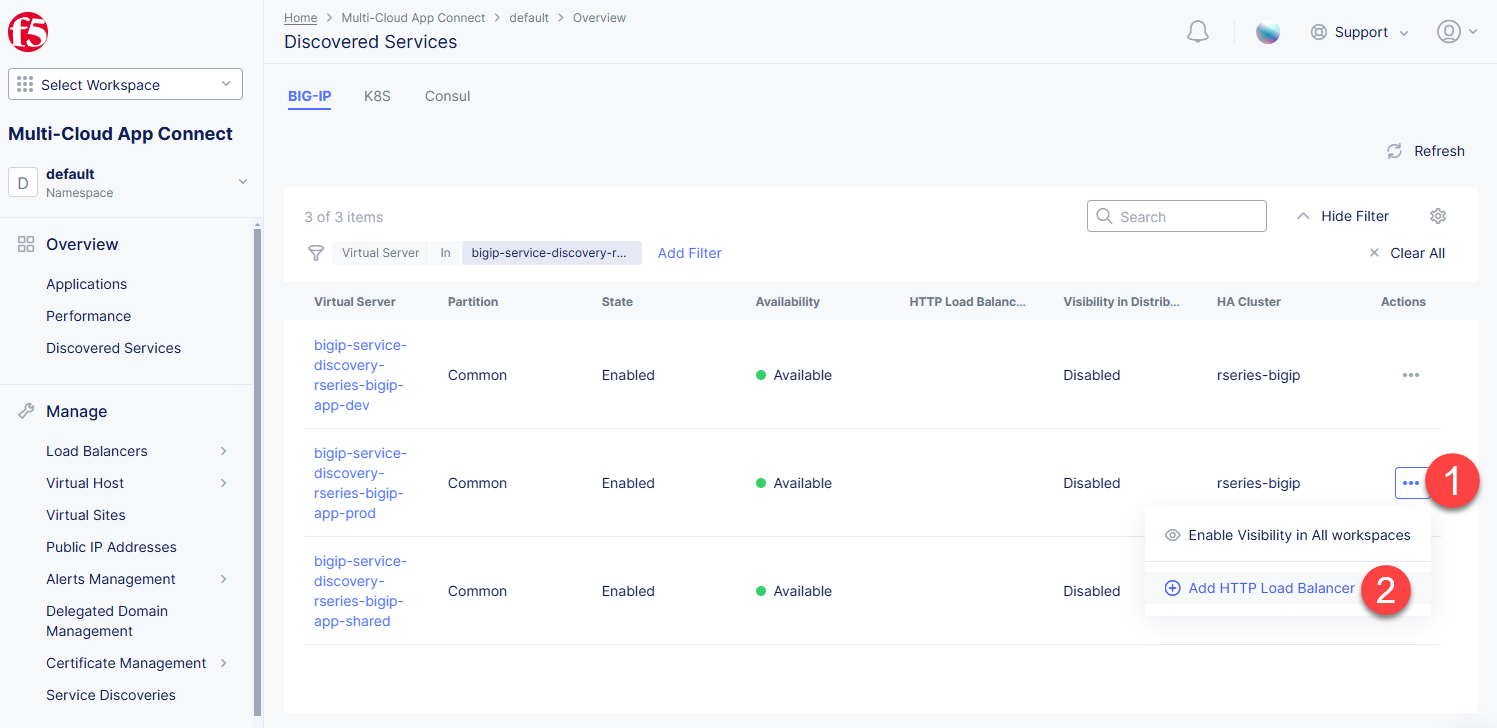 f5
Home > Multi-Cloud App Connect > default > Overview
Discovered Services
Support
Select Workspace
Multi-Cloud App Connect
D
default
Namespace
Overview
Applications
Performance
Discovered Services
Manage
Load Balancers
Virtual Host
Virtual Sites
Public IP Addresses
Alerts Management
Delegated Domain
Management
Certificate Management
Service Discoveries
BIG-IP K8S Consul
Refresh
3 of 3 items
Search
Hide Filter
Virtual Server In bigip-service-discovery-r... Add Filter
Clear All
Virtual Server Partition State Availability HTTP Load Balanc... Visibility in Distrib... HA Cluster Actions
bigip-service-
discovery-
rseries-bigip-
app-dev
Common Enabled Available Disabled rseries-bigip
bigip-service-
discovery-
rseries-bigip-
app-prod
Common Enabled Available Disabled rseries-bigip
1
Enable Visibility in All workspaces
Add HTTP Load Balancer
2
bigip-service-
discovery-
rseries-bigip-
app-shared
Common Enabled Available Disabled